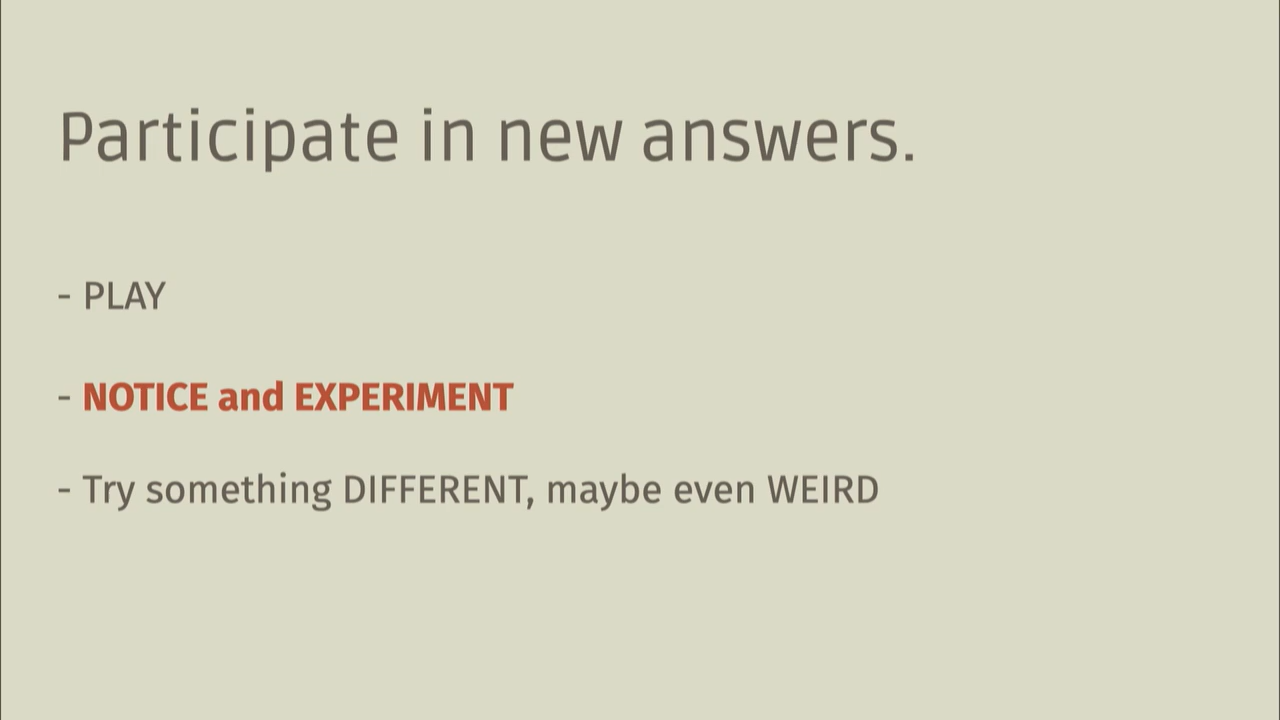 Participate in new answers.
- PLAY
- NOTICE and EXPERIMENT
- Try something DIFFERENT, maybe even WEIRD